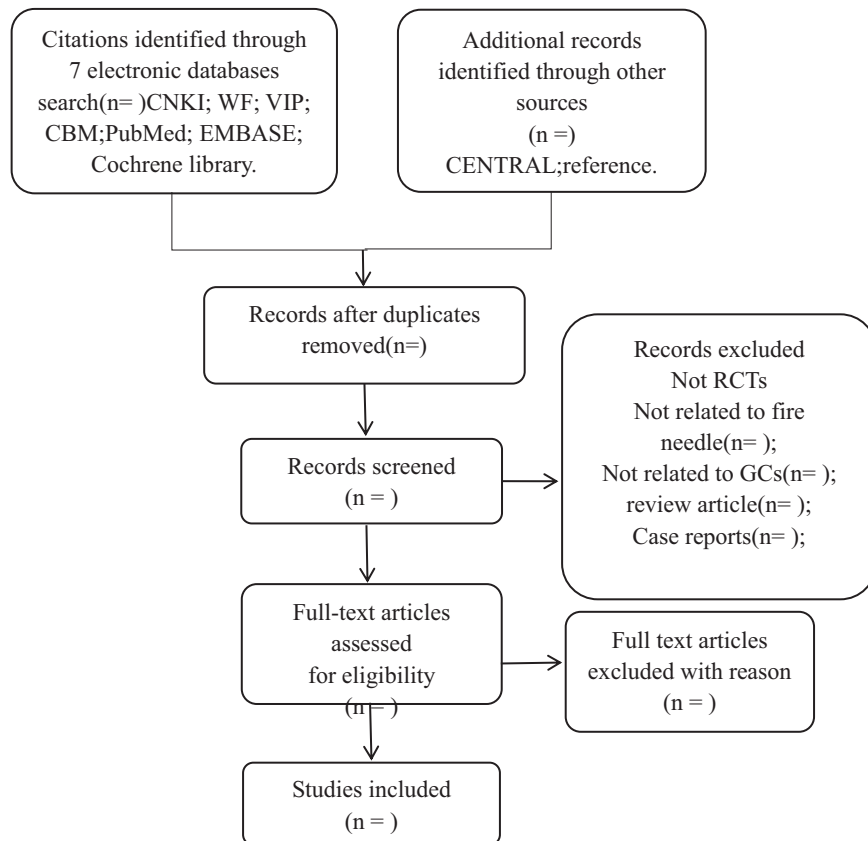 Citations identified through
7 electronic databases
search(n= )CNKI; WF; VIP;
CBM;PubMed; EMBASE;
Cochrene library.
Additional records
identified through other
sources
(n =)
CENTRAL;reference.
Records after duplicates
removed(n=)
Records excluded
Not RCTs
Not related to fire
needle(n= );
Not related to GCs(n= );
review article(n= );
Case reports(n= );
Records screened
(n = )
Full-text articles
assessed
for eligibility
(n = )
Full text articles
excluded with reason
(n = )
Studies included
(n = )